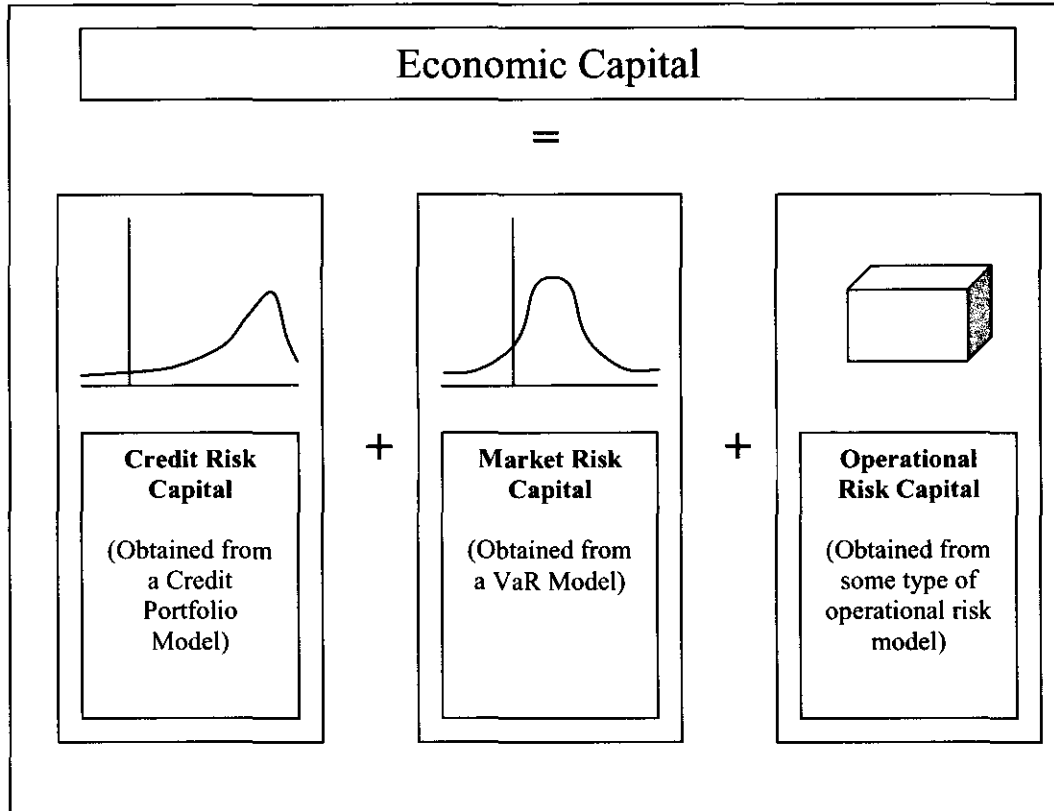 Economic Capital
=
Credit Risk
Capital
(Obtained from
a Credit
Portfolio
Model)
+
Market Risk
Capital
(Obtained from
a VaR Model)
+
Operational
Risk Capital
(Obtained from
some type of
operational risk
model)